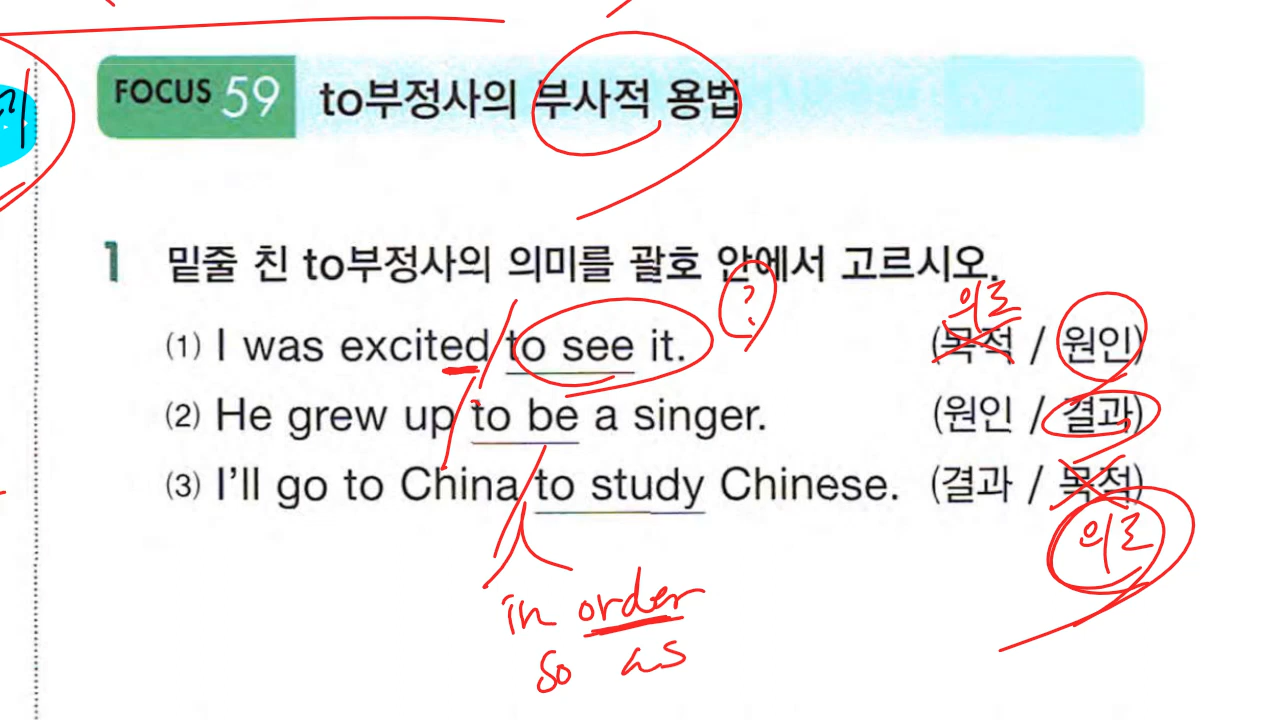 FOCUS 59 to부정사의 부사적 용법
1 밑줄 친 to부정사의 의미를 괄호 안에서 고르시오.
의도
?
(1) I was excited to see it. (목적 / 원인)
(2) He grew up to be a singer. (원인 / 결과)
(3) I'll go to China to study Chinese. (결과 / 목적)
의도
in order
so as